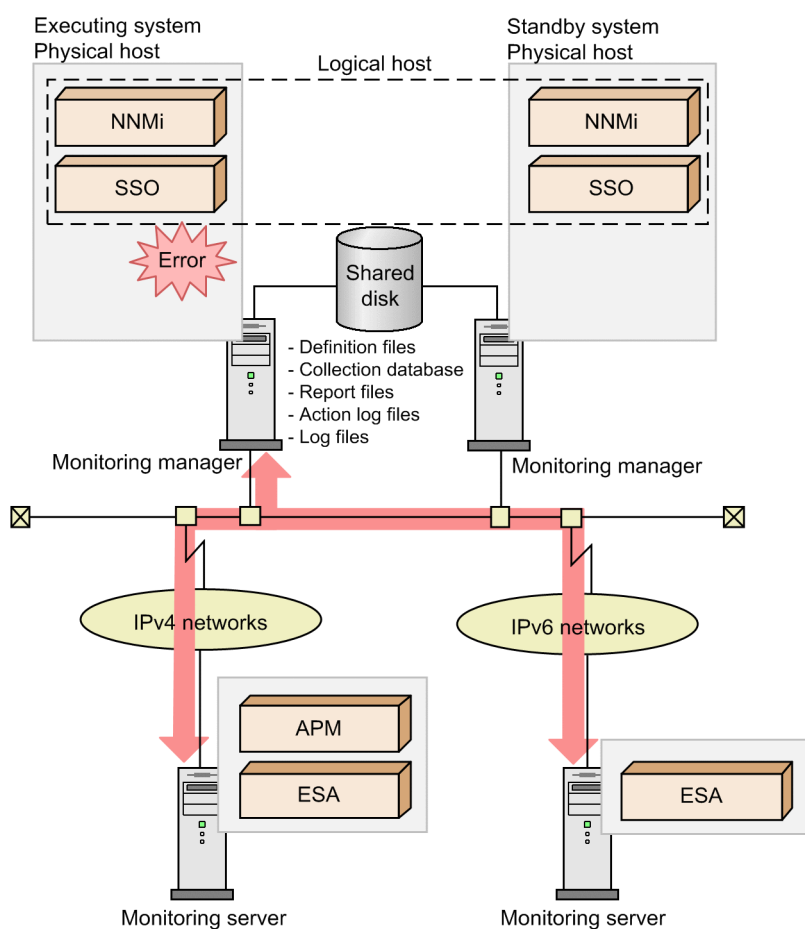 Executing system
Physical host
Standby system
Physical host
Logical host
NNMi
NNMi
SSO
SSO
Error
Shared
disk
- Definition files
- Collection database
- Report files
- Action log files
- Log files
Monitoring manager
Monitoring manager
IPv4 networks
IPv6 networks
APM
ESA
ESA
Monitoring server
Monitoring server